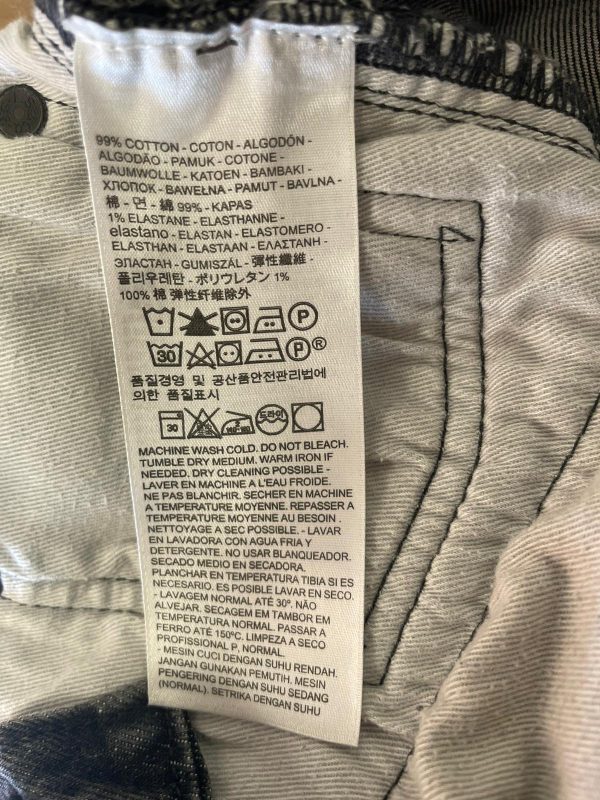 99% COTTON - COTON - ALGODÓN -
ALGODÃO - PAMUK - COTONE -
BAUMWOLLE - KATOEN - BAMBAKI -
ХЛОПОК - BAWEŁNA - PAMUT - BAVLNA -
棉 - 면 - 綿 99% - KAPAS
1% ELASTANE - ELASTHANNE -
elastano - ELASTAN - ELASTOMERO -
ELASTHAN - ELASTAAN - ΕΛΑΣΤΑΝΗ -
ЭЛАСТАН - GUMISZÁL - 彈性纖維 -
폴리우레탄 - ポリウレタン 1%
100% 棉 弹性纤维除外
P
30 P®
품질경영 및 공산품안전관리법에
의한 품질표시
30 140-160 드라이
MACHINE WASH COLD. DO NOT BLEACH.
TUMBLE DRY MEDIUM. WARM IRON IF
NEEDED. DRY CLEANING POSSIBLE -
LAVER EN MACHINE A L'EAU FROIDE.
NE PAS BLANCHIR. SECHER EN MACHINE
A TEMPERATURE MOYENNE. REPASSER A
TEMPERATURE MOYENNE AU BESOIN .
NETTOYAGE A SEC POSSIBLE. - LAVAR
EN LAVADORA CON AGUA FRIA Y
DETERGENTE. NO USAR BLANQUEADOR.
SECADO MEDIO EN SECADORA.
PLANCHAR EN TEMPERATURA TIBIA SI ES
NECESARIO. ES POSIBLE LAVAR EN SECO.
- LAVAGEM NORMAL ATÉ 30º. NÃO
ALVEJAR. SECAGEM EM TAMBOR EM
TEMPERATURA NORMAL. PASSAR A
FERRO ATÉ 150ºC. LIMPEZA A SECO
PROFISSIONAL P, NORMAL.
- MESIN CUCI DENGAN SUHU RENDAH.
JANGAN GUNAKAN PEMUTIH. MESIN
PENGERING DENGAN SUHU SEDANG
(NORMAL). SETRIKA DENGAN SUHU